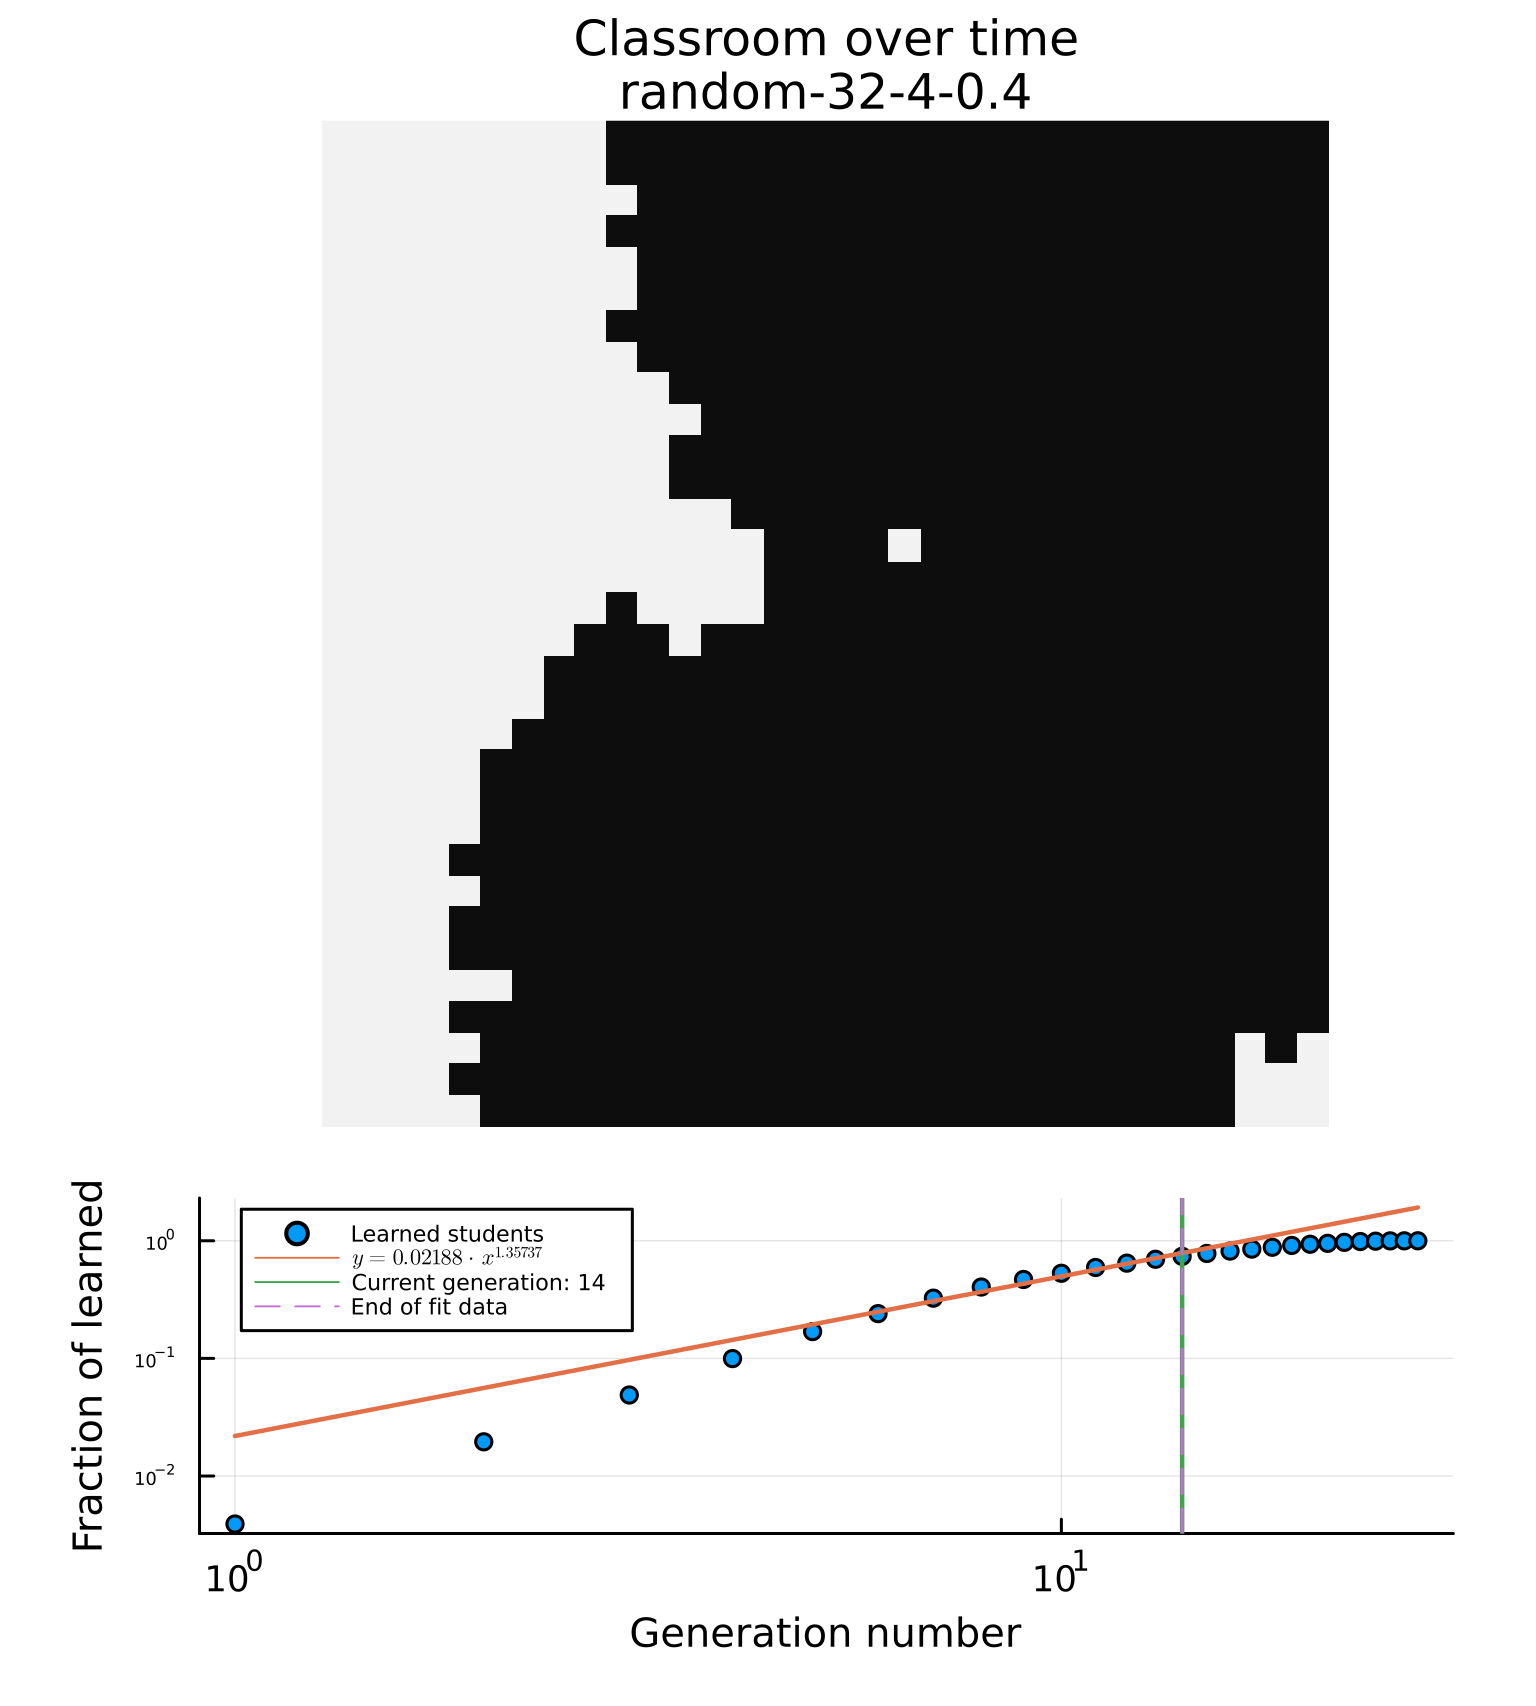 Classroom over time
random-32-4-0.4
Fraction of learned
Learned students
y = 0.02188 · x^1.35737
Current generation: 14
End of fit data
10^0
10^-1
10^-2
10^0
10^1
Generation number